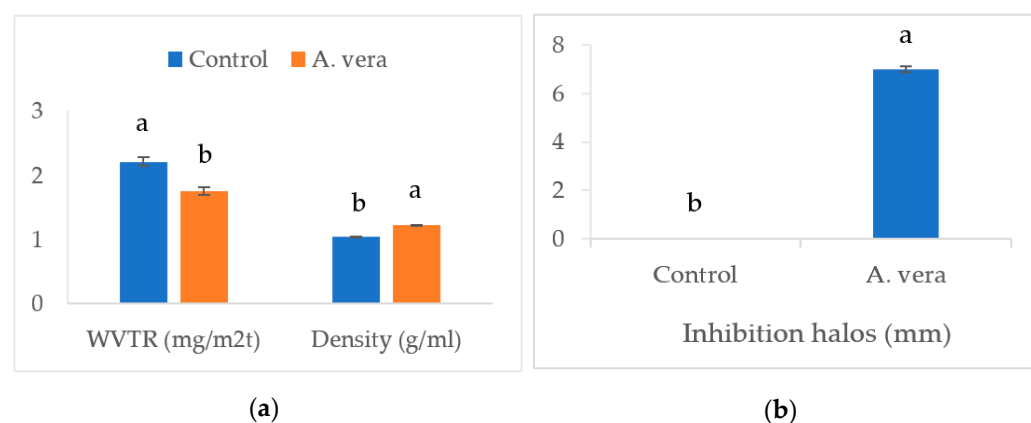 Control A. vera
3
2
1
0
a
b
b
a
WVTR (mg/m2t) Density (g/ml)
(a)
8
6
4
2
0
a
b
Control A. vera
Inhibition halos (mm)
(b)